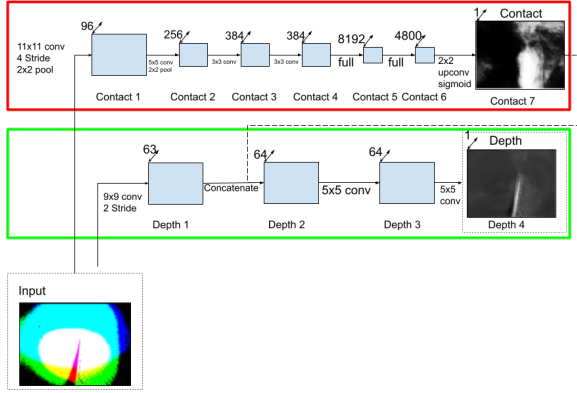 96
256
384
384
8192
4800
1
Contact
11x11 conv
4 Stride
2x2 pool
5x5 conv
2x2 pool
3x3 conv
3x3 conv
full
full
2x2
upconv
sigmoid
Contact 1
Contact 2
Contact 3
Contact 4
Contact 5
Contact 6
Contact 7
63
64
64
1
Depth
9x9 conv
2 Stride
Concatenate
5x5 conv
5x5
conv
Depth 1
Depth 2
Depth 3
Depth 4
Input